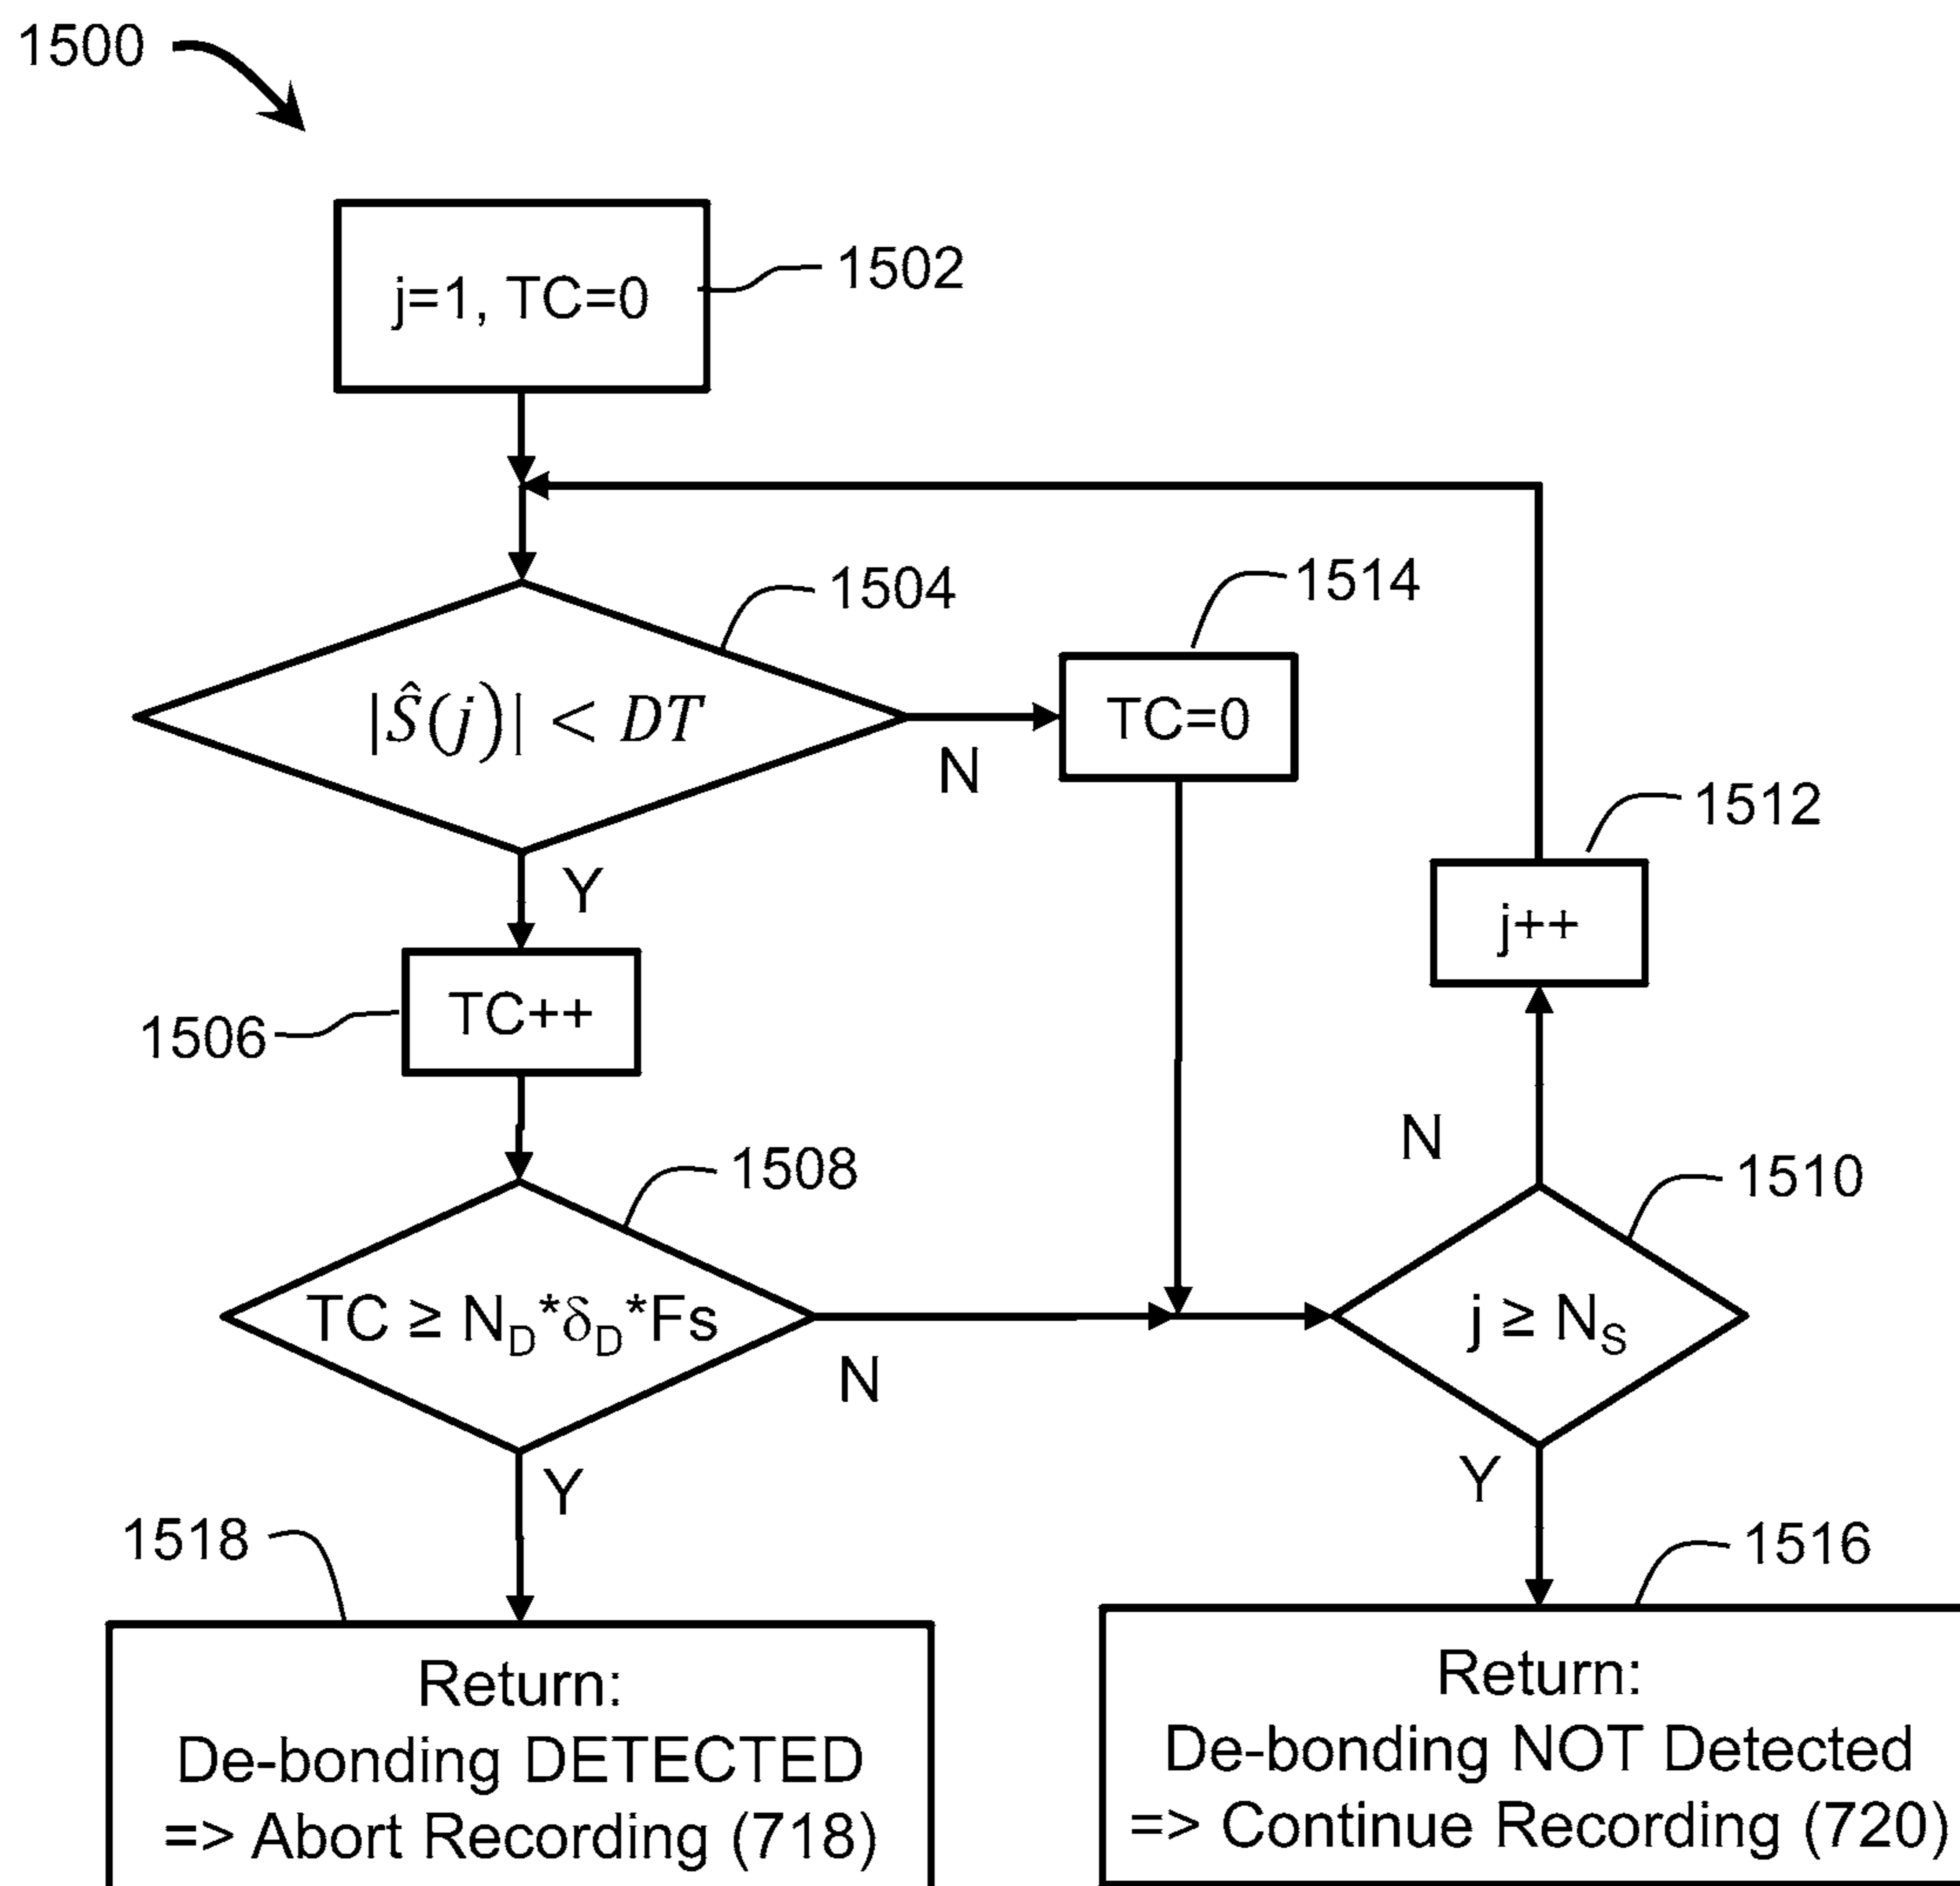 1500
1502
j=1, TC=0
1504
1514
|Ŝ(j)| < DT
TC=0
N
1512
Y
j++
TC++
1506
N
1508
1510
TC ≥ N_D*δ_D*Fs
j ≥ N_S
N
Y
Y
1518
1516
Return:
De-bonding DETECTED
=> Abort Recording (718)
Return:
De-bonding NOT Detected
=> Continue Recording (720)